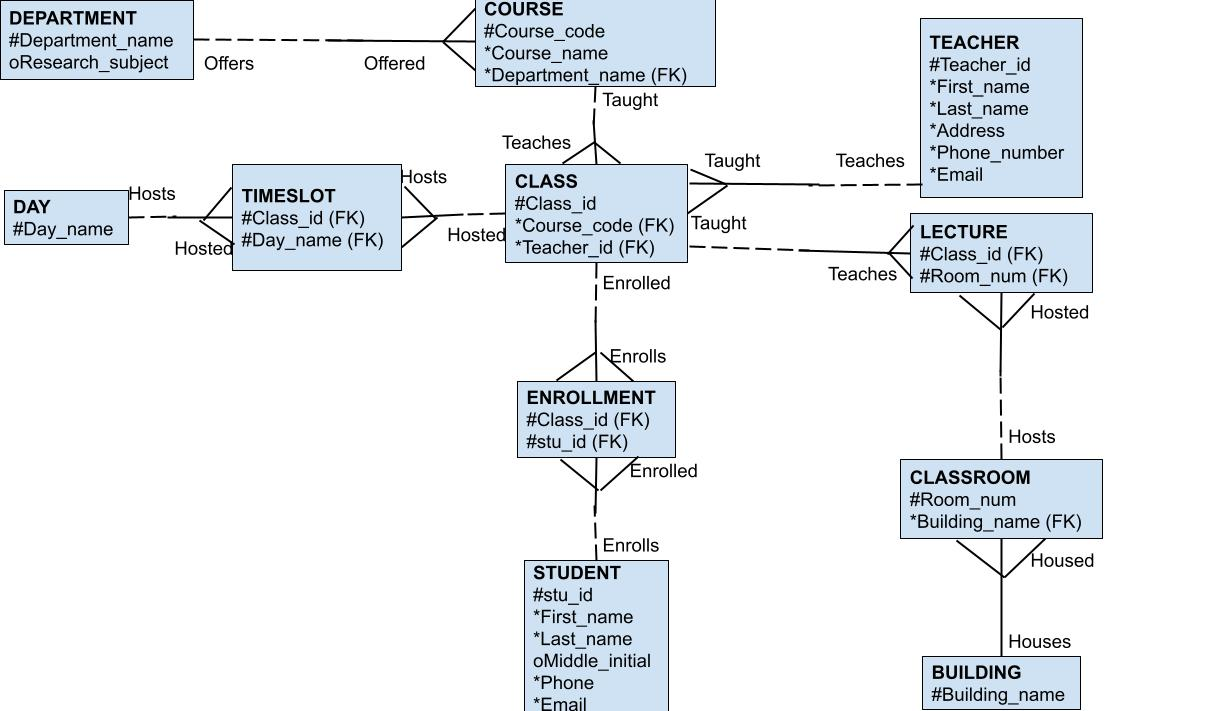 DEPARTMENT
#Department_name
oResearch_subject
Offers
Offered
COURSE
#Course_code
*Course_name
*Department_name (FK)
Taught
Teaches
TEACHER
#Teacher_id
*First_name
*Last_name
*Address
*Phone_number
*Email
Taught
Teaches
DAY
#Day_name
Hosts
Hosted
TIMESLOT
#Class_id (FK)
#Day_name (FK)
Hosts
Hosted
CLASS
#Class_id
*Course_code (FK)
*Teacher_id (FK)
Taught
Teaches
LECTURE
#Class_id (FK)
#Room_num (FK)
Hosted
Enrolled
Enrolls
ENROLLMENT
#Class_id (FK)
#stu_id (FK)
Enrolled
Enrolls
Hosts
CLASSROOM
#Room_num
*Building_name (FK)
Housed
Houses
STUDENT
#stu_id
*First_name
*Last_name
oMiddle_initial
*Phone
*Email
BUILDING
#Building_name